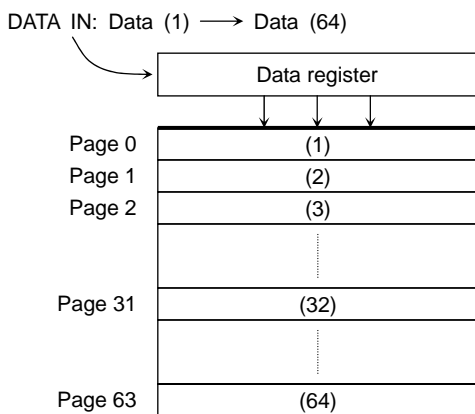 DATA IN: Data (1) → Data (64)
Data register
Page 0 (1)
Page 1 (2)
Page 2 (3)
Page 31 (32)
Page 63 (64)